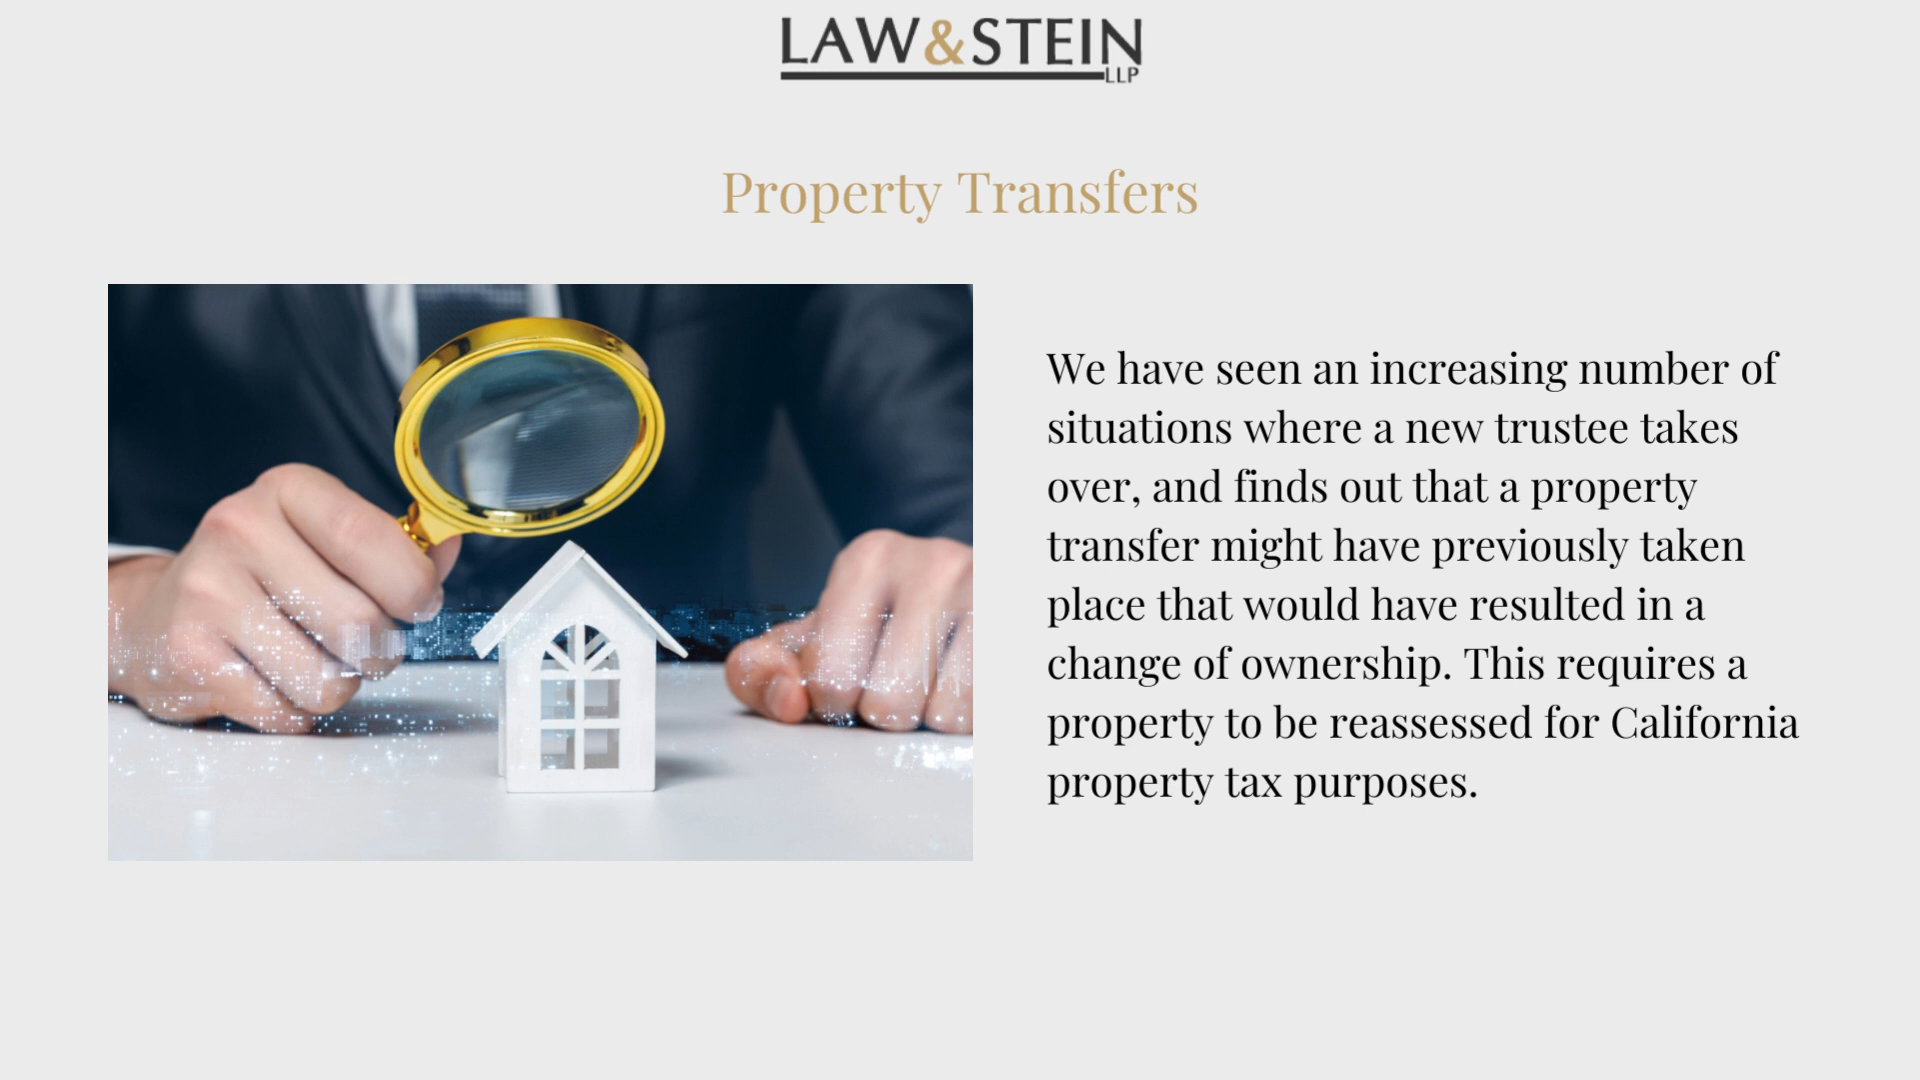 LAW&STEIN
LLP
Property Transfers
We have seen an increasing number of
situations where a new trustee takes
over, and finds out that a property
transfer might have previously taken
place that would have resulted in a
change of ownership. This requires a
property to be reassessed for California
property tax purposes.